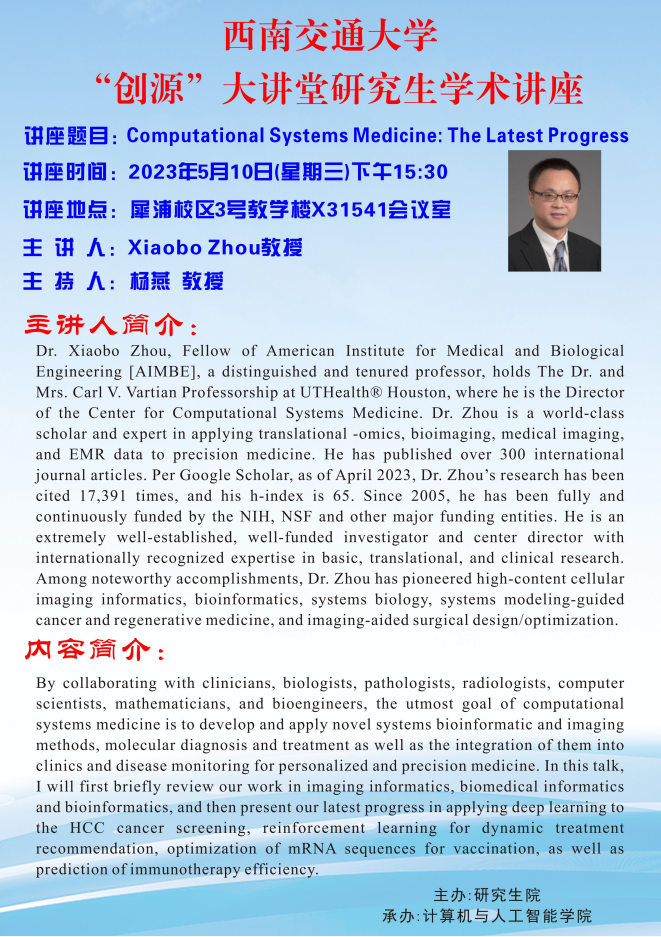 西南交通大学
“创源”大讲堂研究生学术讲座
讲座题目：Computational Systems Medicine: The Latest Progress
讲座时间：2023年5月10日(星期三)下午15:30
讲座地点：犀浦校区3号教学楼X31541会议室
主 讲 人：Xiaobo Zhou教授
主 持 人：杨燕 教授
主讲人简介：
Dr. Xiaobo Zhou, Fellow of American Institute for Medical and Biological
Engineering [AIMBE], a distinguished and tenured professor, holds The Dr. and
Mrs. Carl V. Vartian Professorship at UTHealth® Houston, where he is the Director
of the Center for Computational Systems Medicine. Dr. Zhou is a world-class
scholar and expert in applying translational -omics, bioimaging, medical imaging,
and EMR data to precision medicine. He has published over 300 international
journal articles. Per Google Scholar, as of April 2023, Dr. Zhou’s research has been
cited 17,391 times, and his h-index is 65. Since 2005, he has been fully and
continuously funded by the NIH, NSF and other major funding entities. He is an
extremely well-established, well-funded investigator and center director with
internationally recognized expertise in basic, translational, and clinical research.
Among noteworthy accomplishments, Dr. Zhou has pioneered high-content cellular
imaging informatics, bioinformatics, systems biology, systems modeling-guided
cancer and regenerative medicine, and imaging-aided surgical design/optimization.
内容简介：
By collaborating with clinicians, biologists, pathologists, radiologists, computer
scientists, mathematicians, and bioengineers, the utmost goal of computational
systems medicine is to develop and apply novel systems bioinformatic and imaging
methods, molecular diagnosis and treatment as well as the integration of them into
clinics and disease monitoring for personalized and precision medicine. In this talk,
I will first briefly review our work in imaging informatics, biomedical informatics
and bioinformatics, and then present our latest progress in applying deep learning to
the HCC cancer screening, reinforcement learning for dynamic treatment
recommendation, optimization of mRNA sequences for vaccination, as well as
prediction of immunotherapy efficiency.
主办:研究生院
承办:计算机与人工智能学院